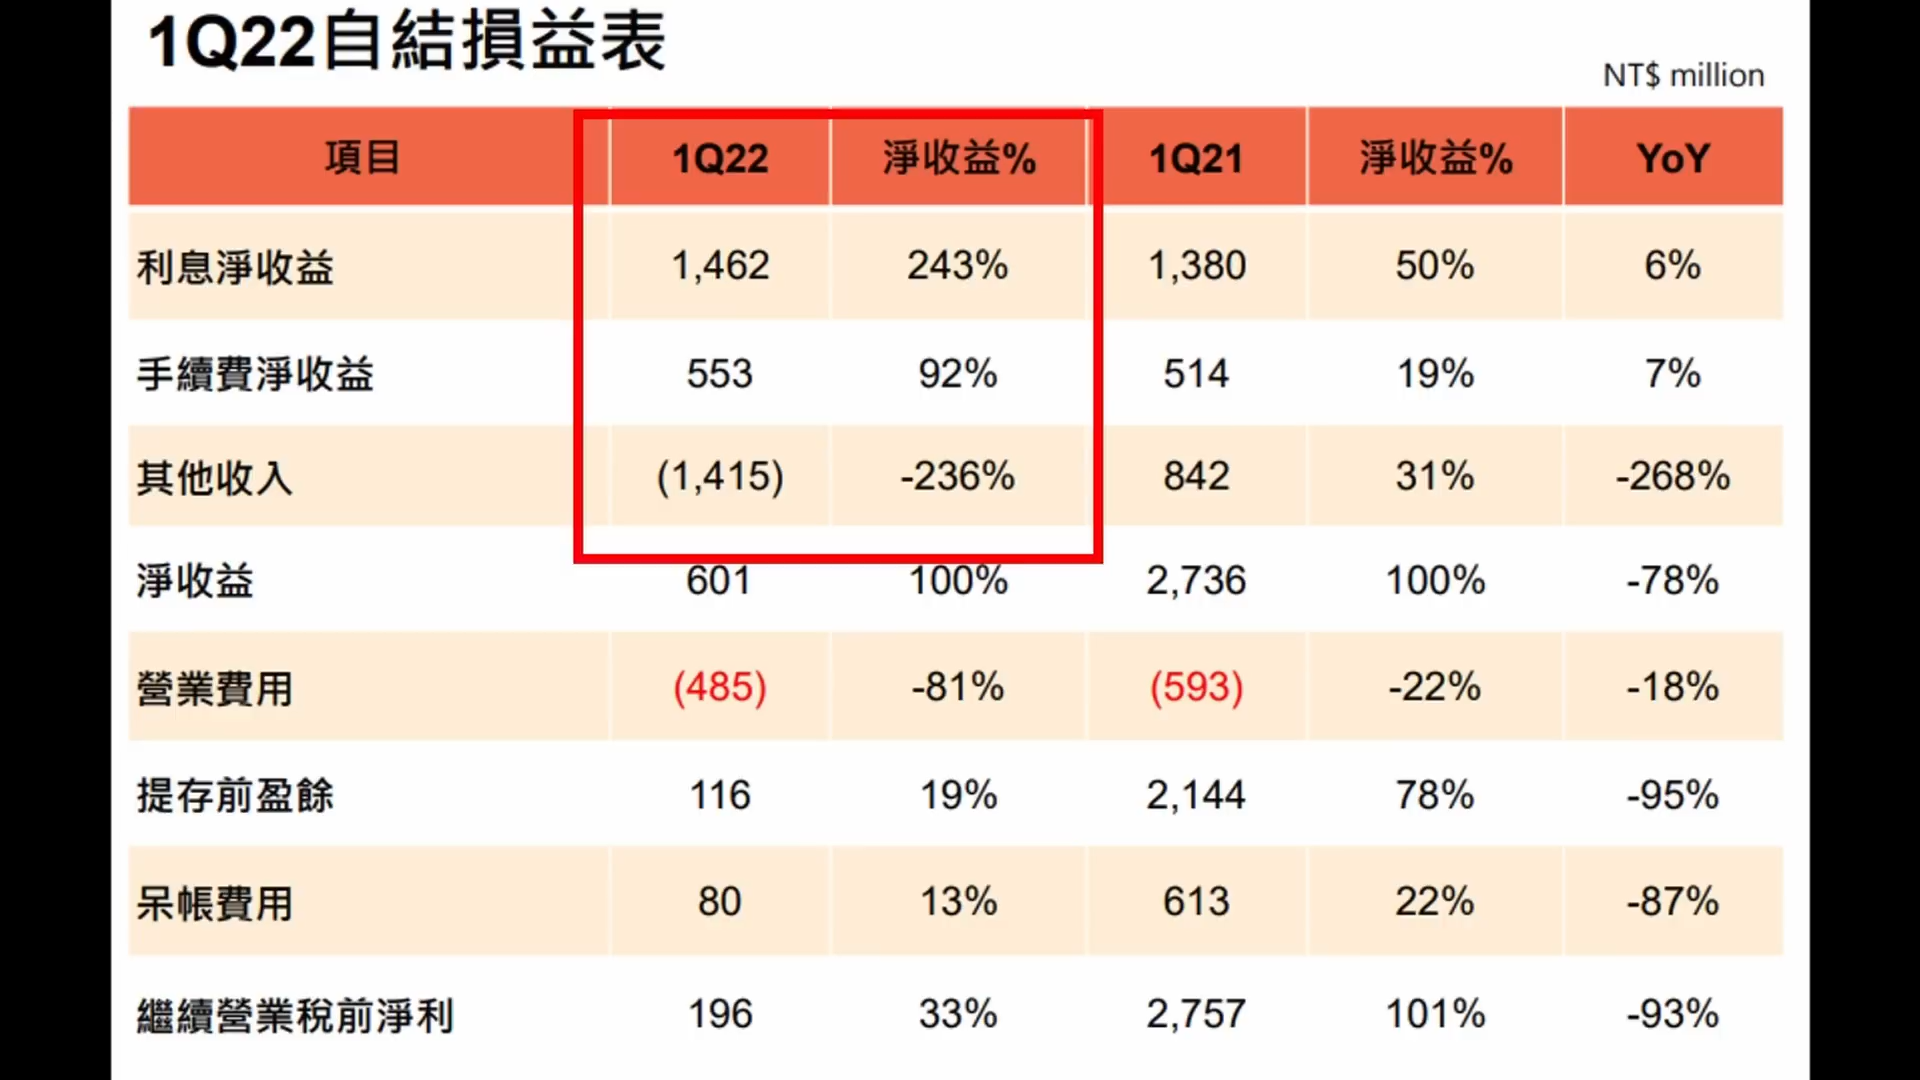 1Q22自結損益表
NT$ million
項目 1Q22 淨收益% 1Q21 淨收益% YoY
利息淨收益 1,462 243% 1,380 50% 6%
手續費淨收益 553 92% 514 19% 7%
其他收入 (1,415) -236% 842 31% -268%
淨收益 601 100% 2,736 100% -78%
營業費用 (485) -81% (593) -22% -18%
提存前盈餘 116 19% 2,144 78% -95%
呆帳費用 80 13% 613 22% -87%
繼續營業稅前淨利 196 33% 2,757 101% -93%